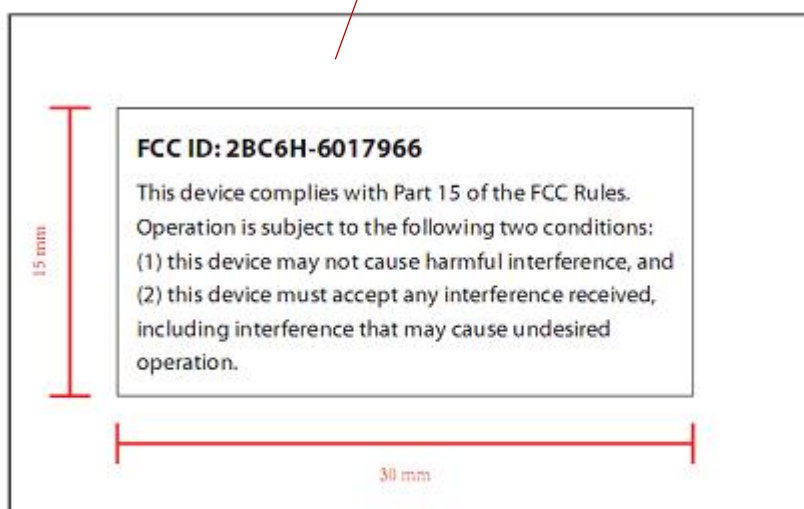 FCC ID: 2BC6H-6017966
This device complies with Part 15 of the FCC Rules.
Operation is subject to the following two conditions:
(1) this device may not cause harmful interference, and
(2) this device must accept any interference received,
including interference that may cause undesired
operation.
15 mm
30 mm